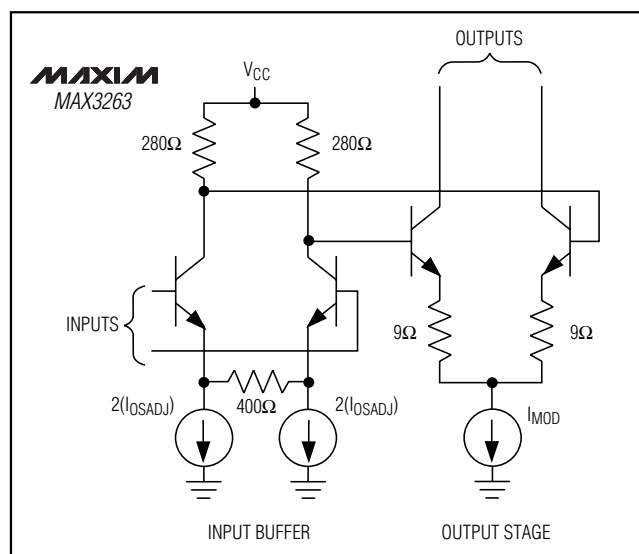 OUTPUTS
MAXIM
MAX3263
VCC
280Ω
280Ω
INPUTS
9Ω
9Ω
2(IOSADJ)
400Ω
2(IOSADJ)
IMOD
INPUT BUFFER
OUTPUT STAGE